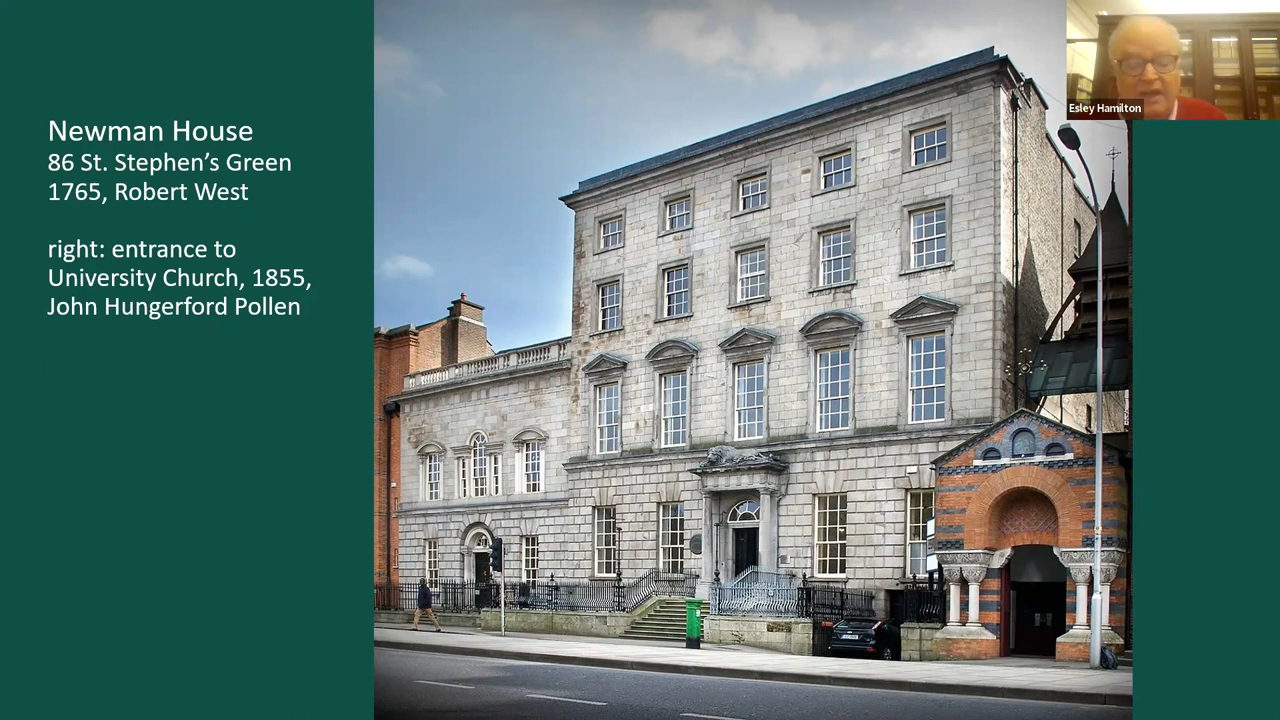 Newman House
86 St. Stephen’s Green
1765, Robert West
right: entrance to
University Church, 1855,
John Hungerford Pollen
Esley Hamilton